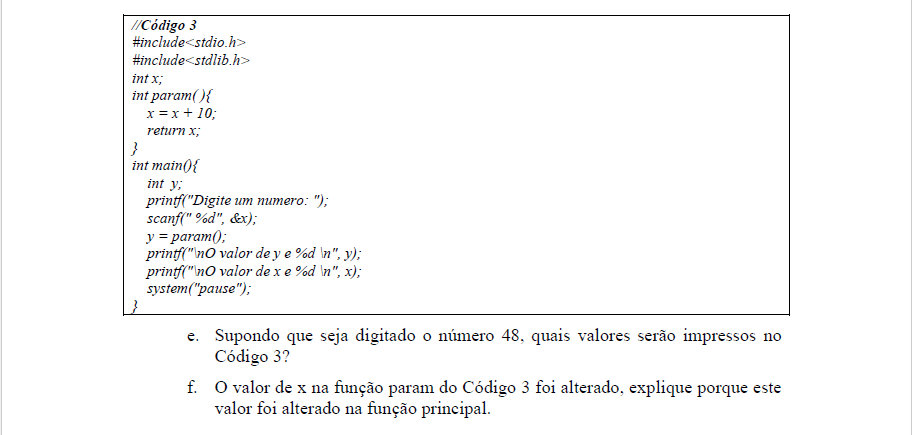 //Código 3
#include<stdio.h>
#include<stdlib.h>
int x;
int param( ){
x = x + 10;
return x;
}
int main(){
int y;
printf("Digite um numero: ");
scanf(" %d", &x);
y = param();
printf("\nO valor de y e %d \n", y);
printf("\nO valor de x e %d \n", x);
system("pause");
}
e. Supondo que seja digitado o número 48, quais valores serão impressos no
Código 3?
f. O valor de x na função param do Código 3 foi alterado, explique porque este
valor foi alterado na função principal.